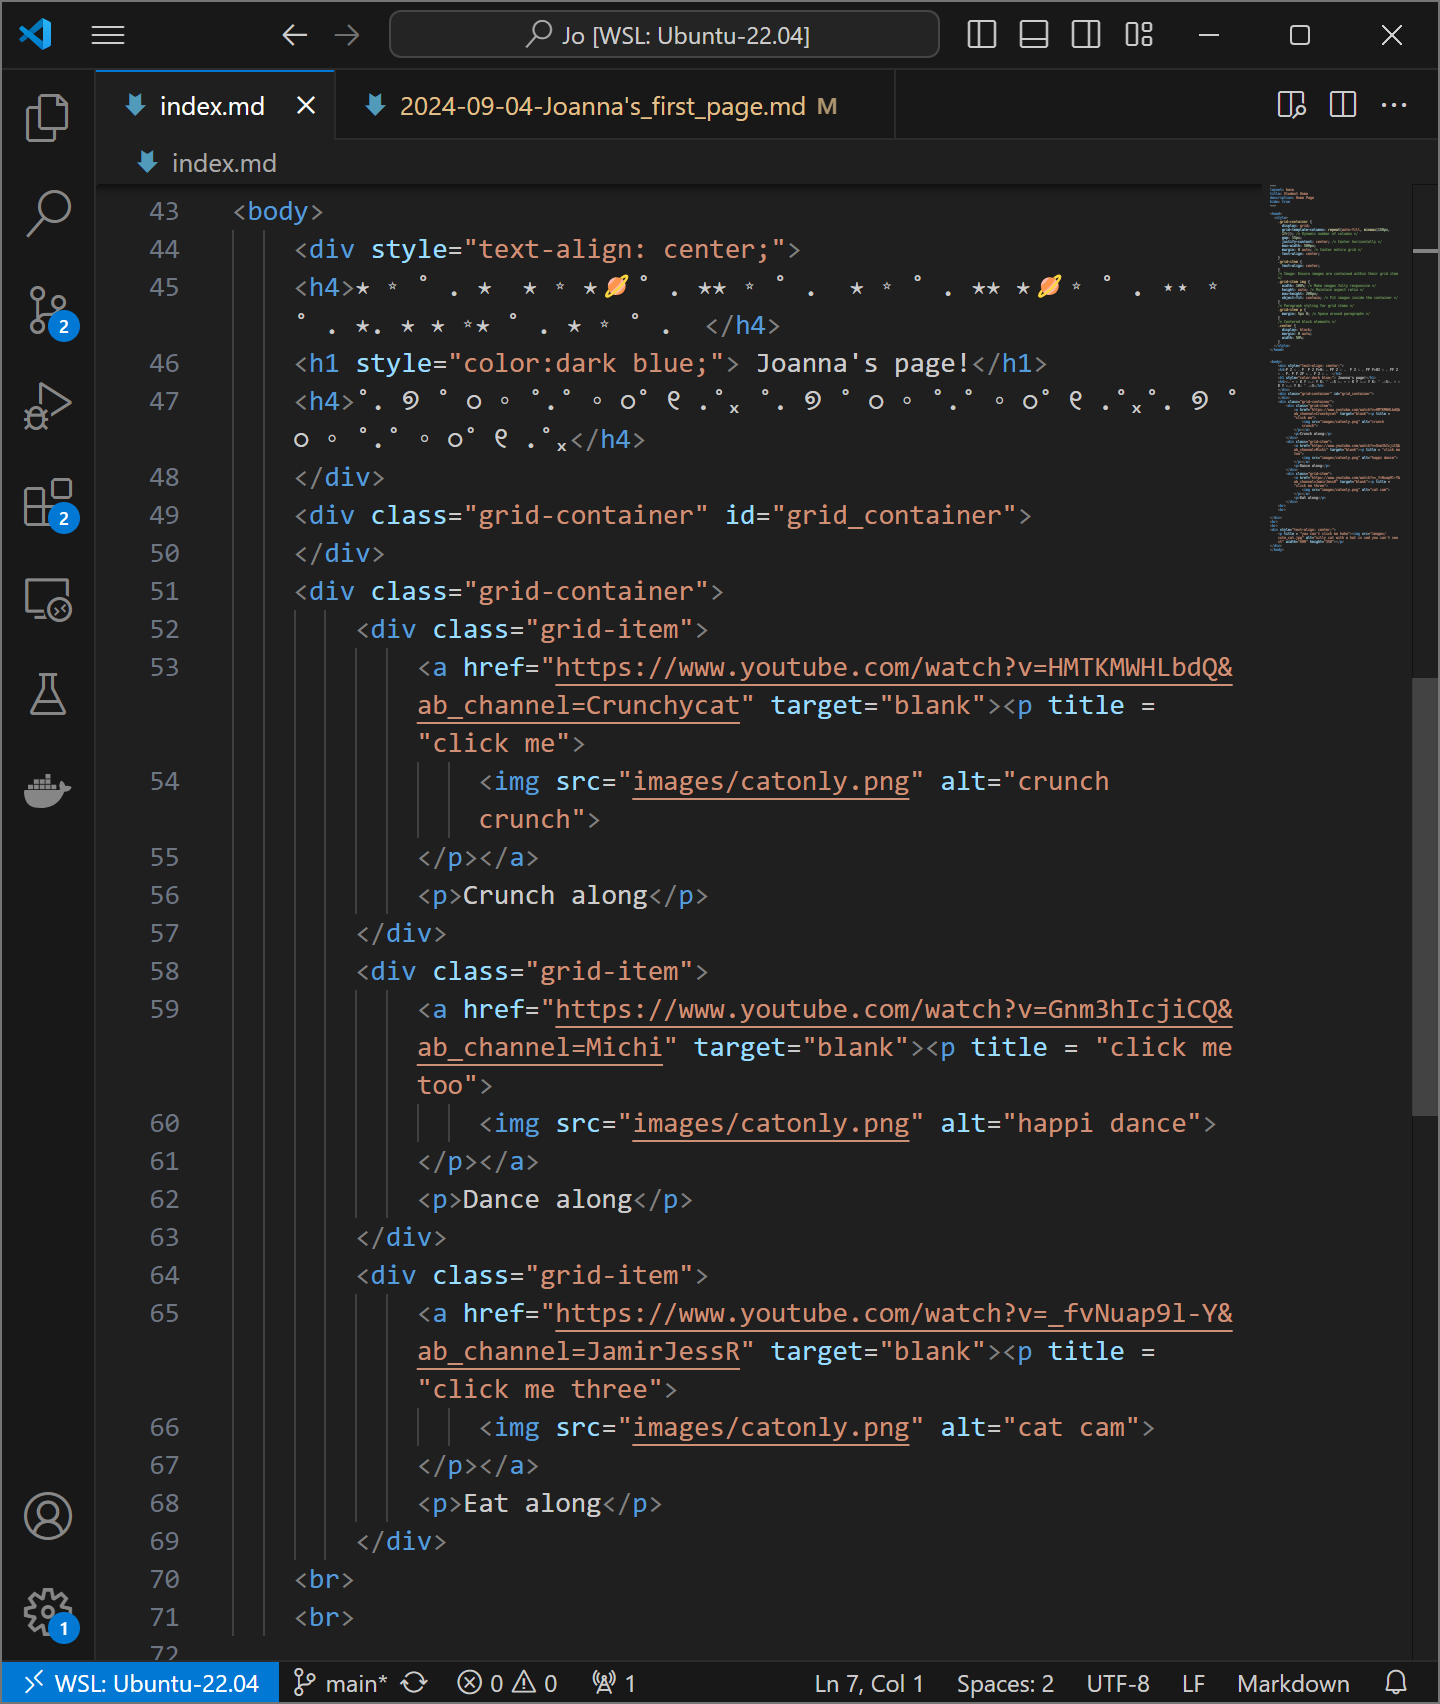 Jo [WSL: Ubuntu-22.04]
index.md
2024-09-04-Joanna's_first_page.md M
index.md
43 <body>
44 <div style="text-align: center;">
45 <h4>⋆ ⭒ ˚ . ⋆  ⋆ ⭒ ⋆🪐˚ . ⋆⋆ ⭒ ˚ .  ⋆ ⭒ ˚ . ⋆⋆ ⋆🪐⭒ ˚ . ⋆⋆ ⭒
˚ . ⋆. ⋆ ⋆ ⭒⋆ ˚ . ⋆ ⭒ ˚ .  </h4>
46 <h1 style="color:dark blue;"> Joanna's page!</h1>
47 <h4>˚. ୭ ˚ ○ ◦ ˚.˚ ◦ ○˚ ୧ .˚ₓ ˚. ୭ ˚ ○ ◦ ˚.˚ ◦ ○˚ ୧ .˚ₓ˚. ୭ ˚
○ ◦ ˚.˚ ◦ ○˚ ୧ .˚ₓ</h4>
48 </div>
49 <div class="grid-container" id="grid_container">
50 </div>
51 <div class="grid-container">
52 <div class="grid-item">
53 <a href="https://www.youtube.com/watch?v=HMTKMWHLbdQ&
ab_channel=Crunchycat" target="blank"><p title =
"click me">
54 <img src="images/catonly.png" alt="crunch
crunch">
55 </p></a>
56 <p>Crunch along</p>
57 </div>
58 <div class="grid-item">
59 <a href="https://www.youtube.com/watch?v=Gnm3hIcjiCQ&
ab_channel=Michi" target="blank"><p title = "click me
too">
60 <img src="images/catonly.png" alt="happi dance">
61 </p></a>
62 <p>Dance along</p>
63 </div>
64 <div class="grid-item">
65 <a href="https://www.youtube.com/watch?v=_fvNuap9l-Y&
ab_channel=JamirJessR" target="blank"><p title =
"click me three">
66 <img src="images/catonly.png" alt="cat cam">
67 </p></a>
68 <p>Eat along</p>
69 </div>
70 <br>
71 <br>
72
2
2
1
WSL: Ubuntu-22.04 main* 0 0 1 Ln 7, Col 1 Spaces: 2 UTF-8 LF Markdown